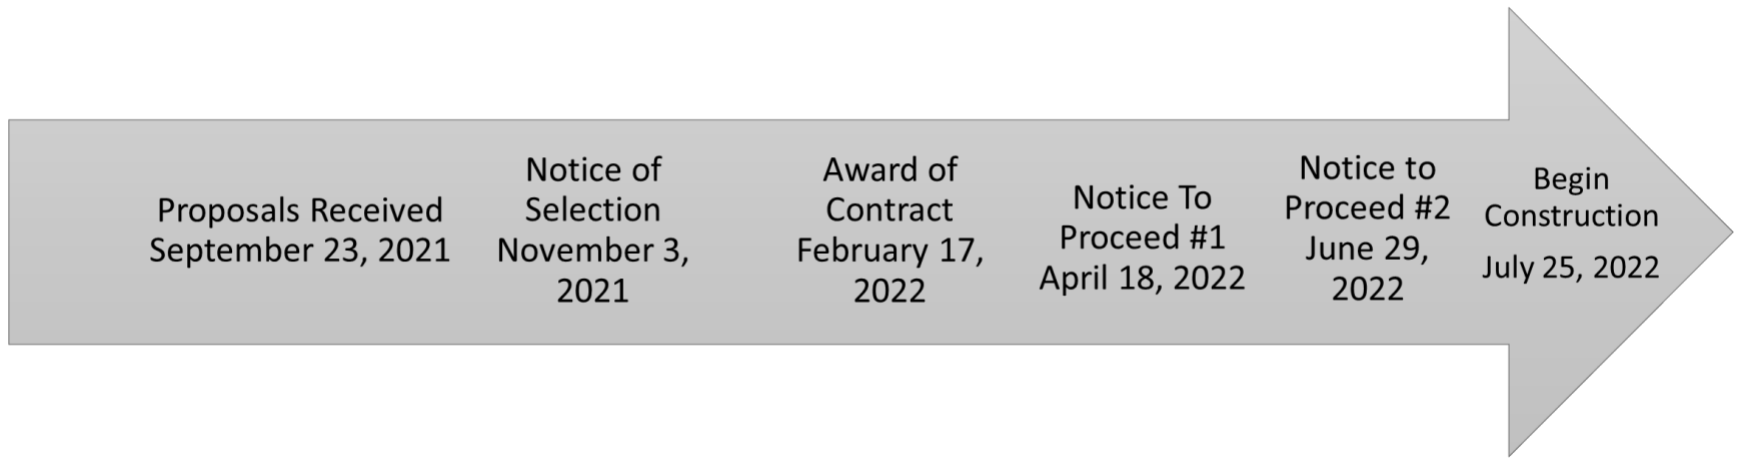 Proposals Received
September 23, 2021
Notice of
Selection
November 3,
2021
Award of
Contract
February 17,
2022
Notice To
Proceed #1
April 18, 2022
Notice to
Proceed #2
June 29,
2022
Begin
Construction
July 25, 2022